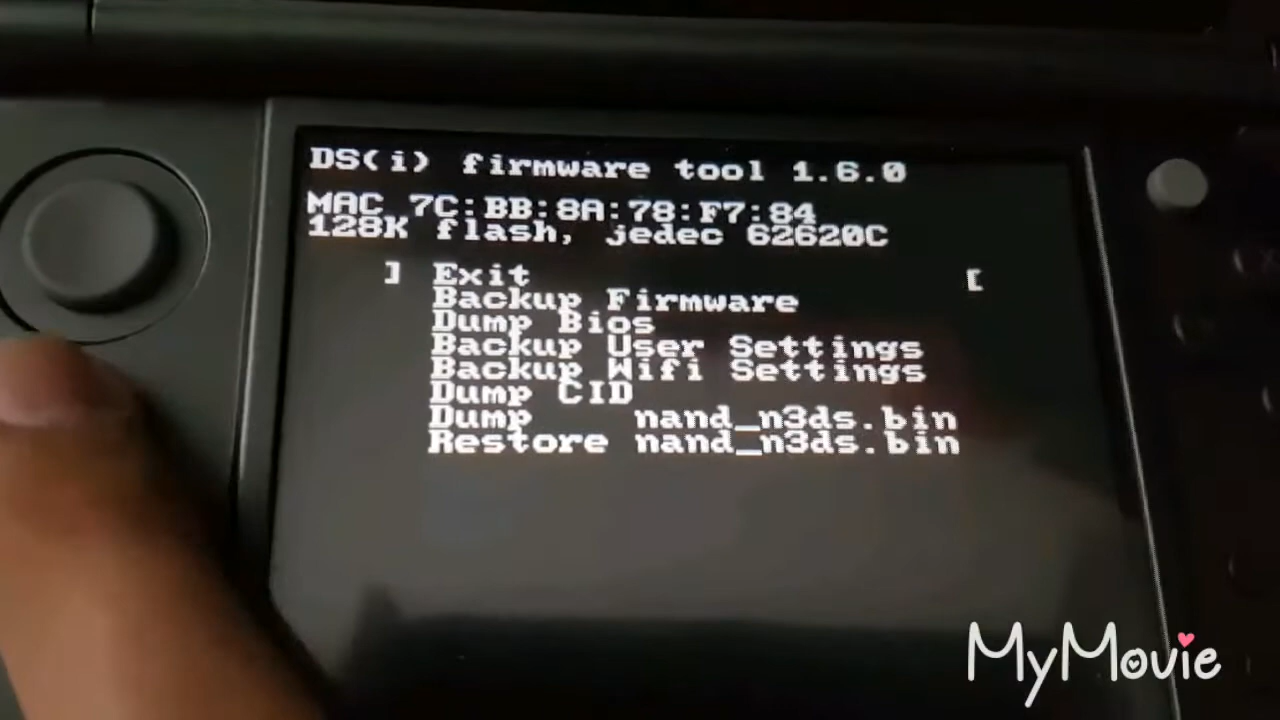 DS(i) firmware tool 1.6.0
MAC 7C:BB:8A:78:F7:84
128K flash, jedec 62620C
] Exit [
Backup Firmware
Dump Bios
Backup User Settings
Backup Wifi Settings
Dump CID
Dump nand_n3ds.bin
Restore nand_n3ds.bin
MyMovie